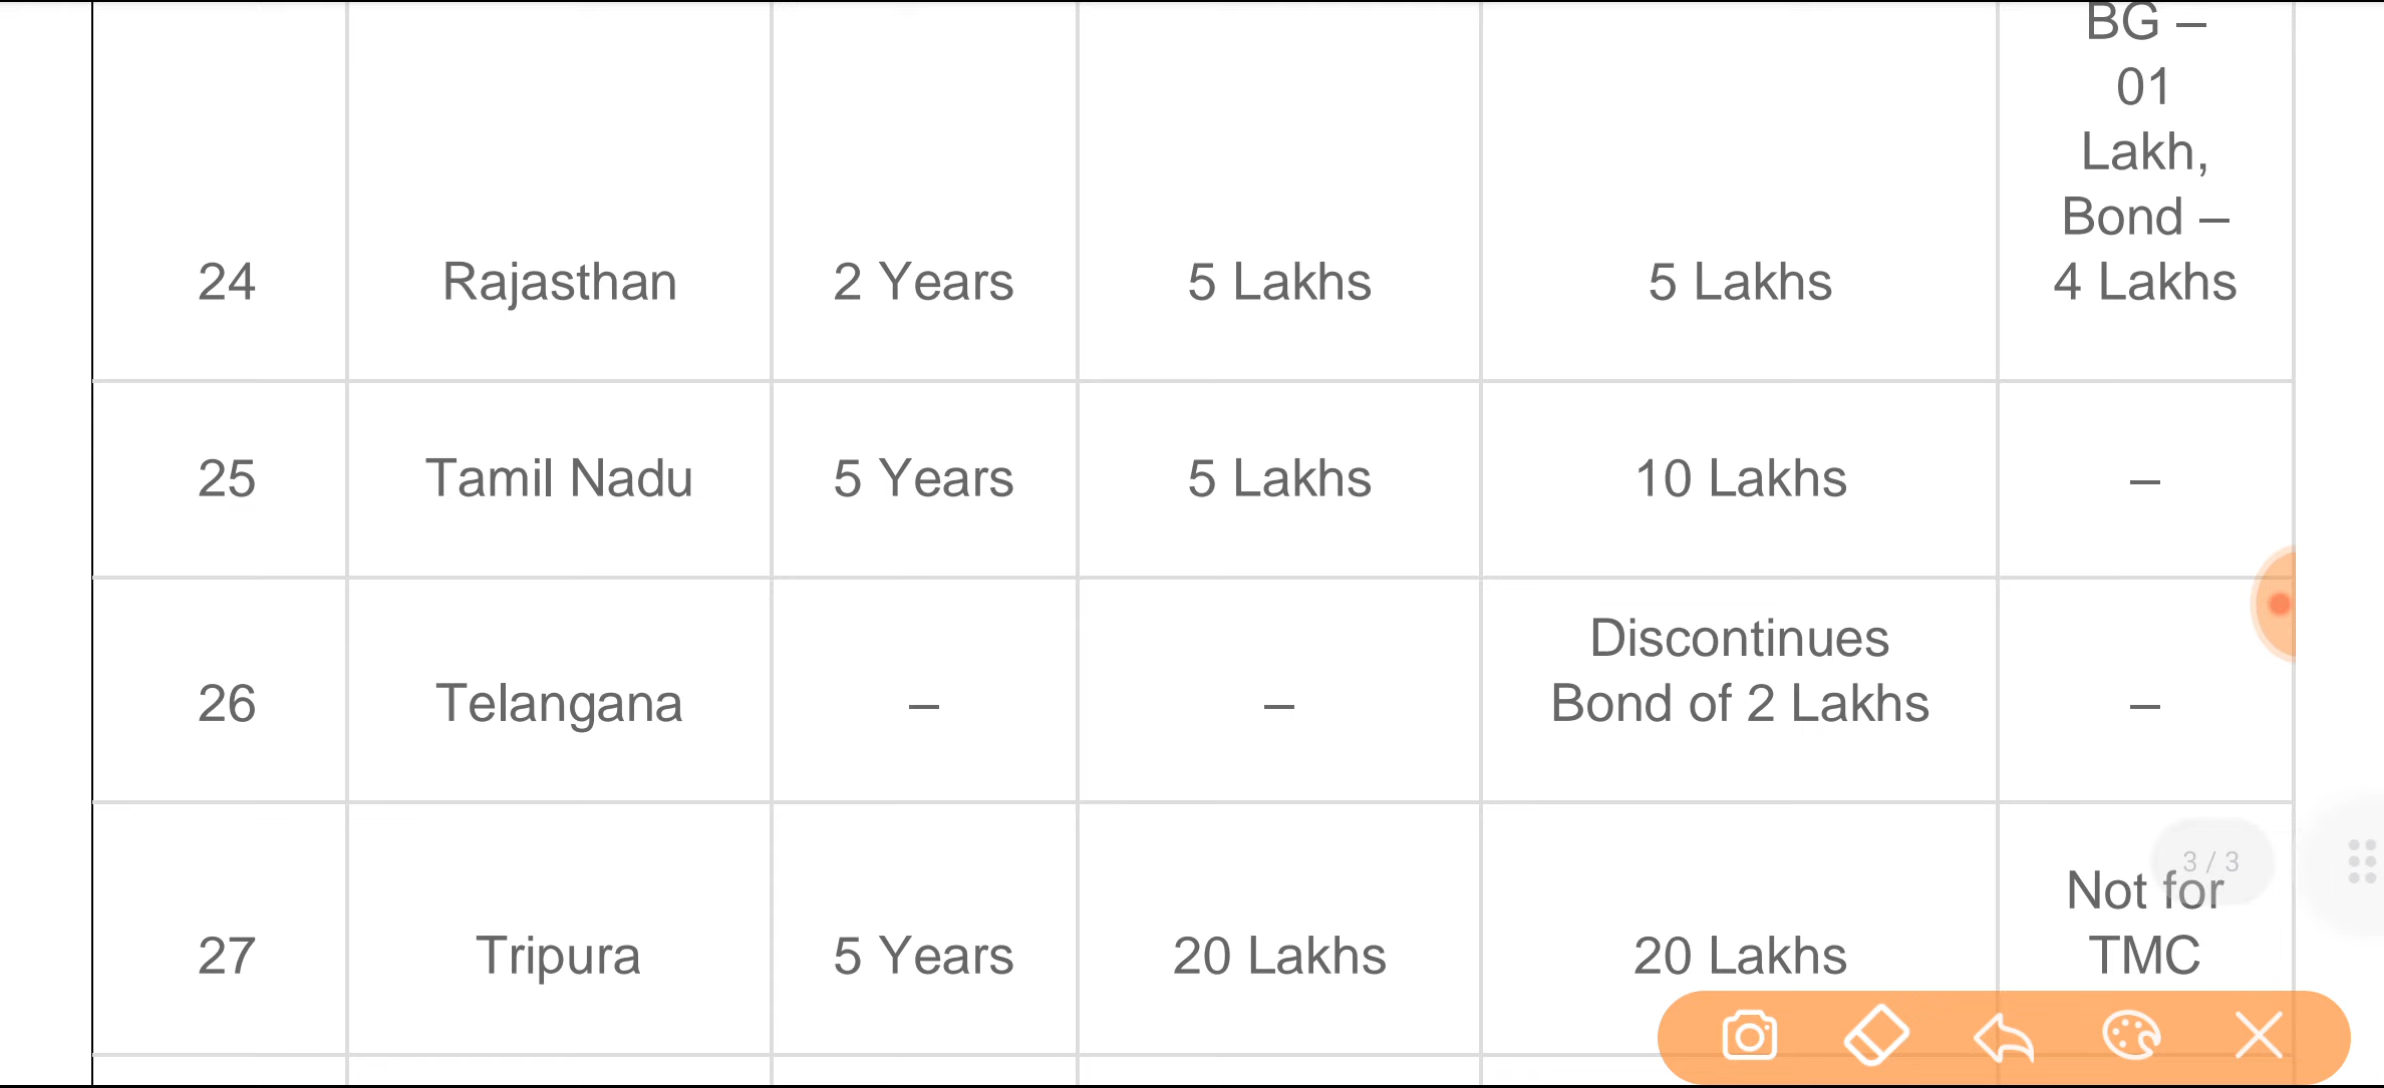 BG –
01
Lakh,
Bond –
24 Rajasthan 2 Years 5 Lakhs 5 Lakhs 4 Lakhs
25 Tamil Nadu 5 Years 5 Lakhs 10 Lakhs –
Discontinues
26 Telangana – – Bond of 2 Lakhs –
3 / 3
Not for
27 Tripura 5 Years 20 Lakhs 20 Lakhs TMC